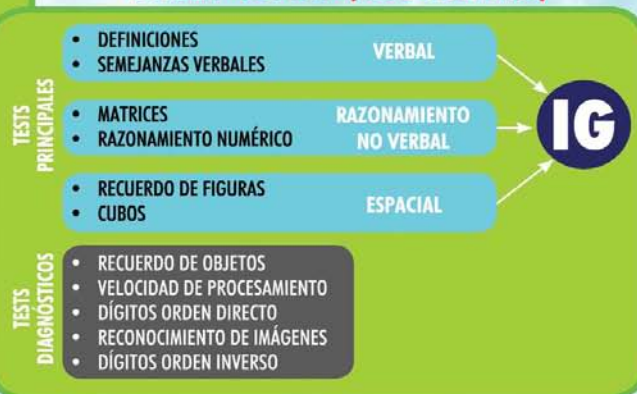 TESTS
PRINCIPALES
• DEFINICIONES
• SEMEJANZAS VERBALES
VERBAL
• MATRICES
• RAZONAMIENTO NUMÉRICO
RAZONAMIENTO
NO VERBAL
• RECUERDO DE FIGURAS
• CUBOS
ESPACIAL
IG
TESTS
DIAGNÓSTICOS
• RECUERDO DE OBJETOS
• VELOCIDAD DE PROCESAMIENTO
• DÍGITOS ORDEN DIRECTO
• RECONOCIMIENTO DE IMÁGENES
• DÍGITOS ORDEN INVERSO